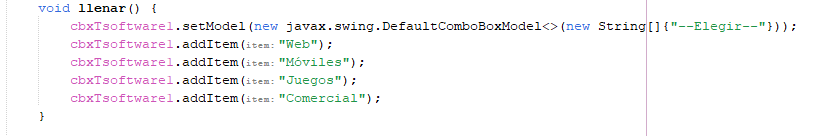 void llenar() {
cbxTsoftware1.setModel(new javax.swing.DefaultComboBoxModel<>(new String[]{"--Elegir--"}));
cbxTsoftware1.addItem(item: "Web");
cbxTsoftware1.addItem(item: "Móviles");
cbxTsoftware1.addItem(item: "Juegos");
cbxTsoftware1.addItem(item: "Comercial");
}